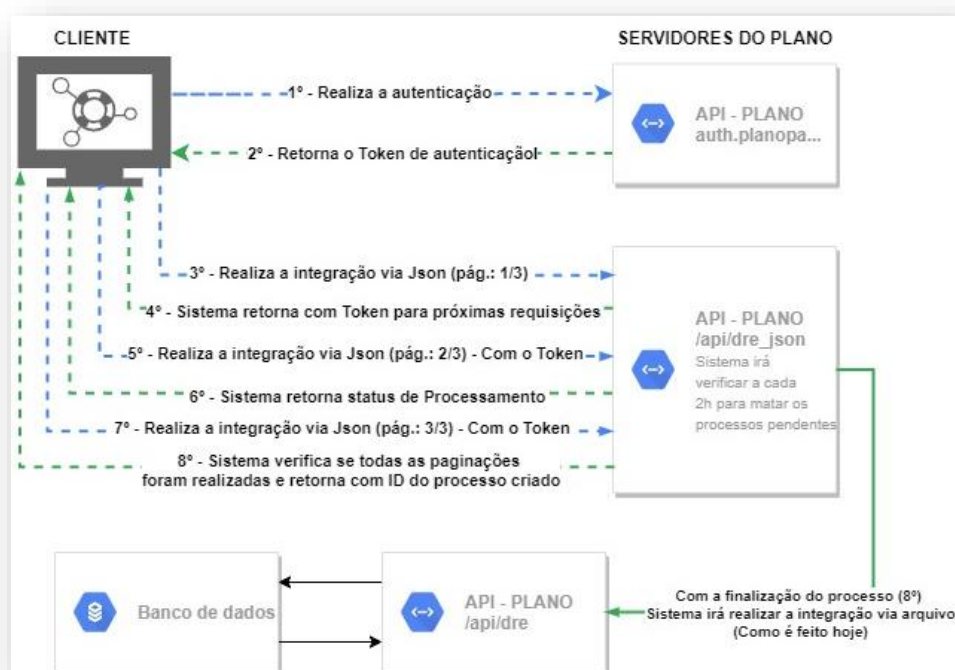 CLIENTE
SERVIDORES DO PLANO
1º - Realiza a autenticação
API - PLANO
auth.planopa...
2º - Retorna o Token de autenticaçãol
3º - Realiza a integração via Json (pág.: 1/3)
4º - Sistema retorna com Token para próximas requisições
5º - Realiza a integração via Json (pág.: 2/3) - Com o Token
6º - Sistema retorna status de Processamento
7º - Realiza a integração via Json (pág.: 3/3) - Com o Token
8º - Sistema verifica se todas as paginações
foram realizadas e retorna com ID do processo criado
API - PLANO
/api/dre_json
Sistema irá
verificar a cada
2h para matar os
processos pendentes
Banco de dados
API - PLANO
/api/dre
Com a finalização do processo (8º)
Sistema irá realizar a integração via arquivo
(Como é feito hoje)